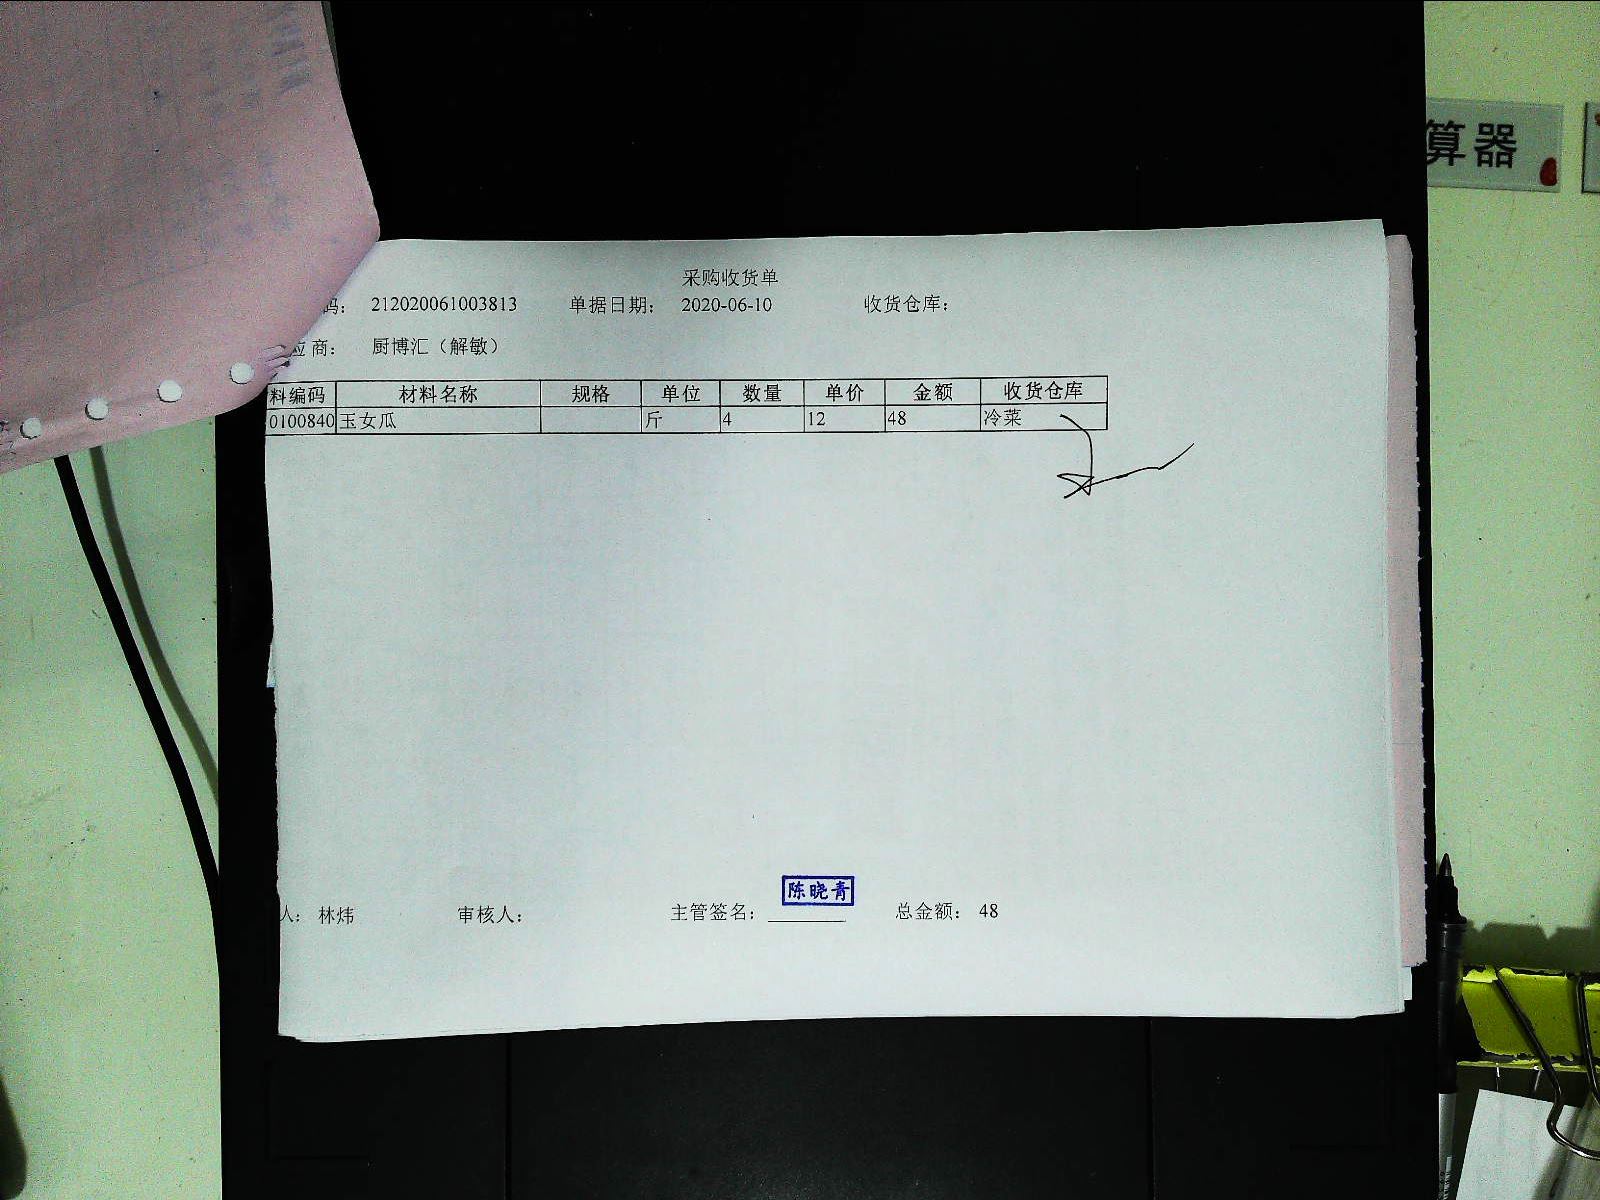 算器
采购收货单
码： 212020061003813 单据日期： 2020-06-10 收货仓库：
应商： 厨博汇（解敏）
料编码 材料名称 规格 单位 数量 单价 金额 收货仓库
0100840 玉女瓜 斤 4 12 48 冷菜
陈晓青
人： 林炜 审核人： 主管签名： 总金额： 48